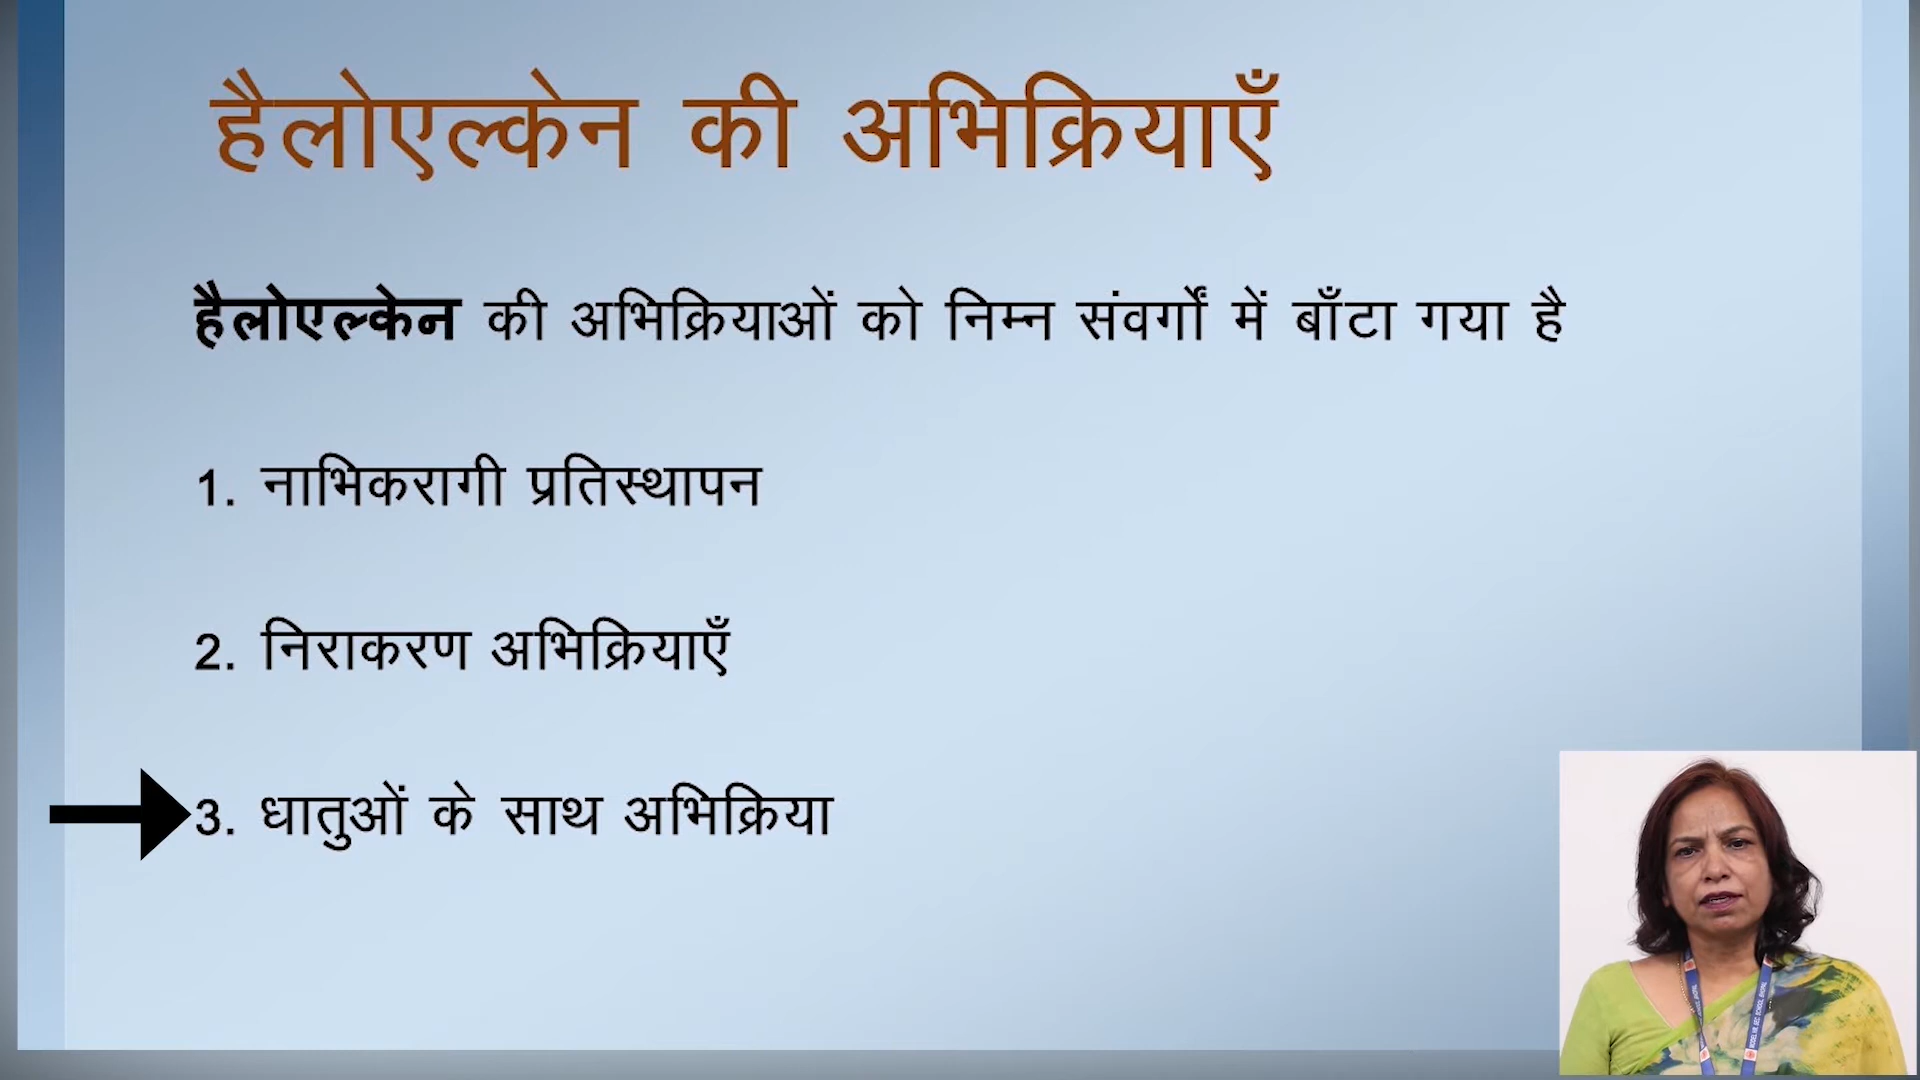 हैलोएल्केन की अभिक्रियाएँ
हैलोएल्केन की अभिक्रियाओं को निम्न संवर्गों में बाँटा गया है
1. नाभिकरागी प्रतिस्थापन
2. निराकरण अभिक्रियाएँ
3. धातुओं के साथ अभिक्रिया